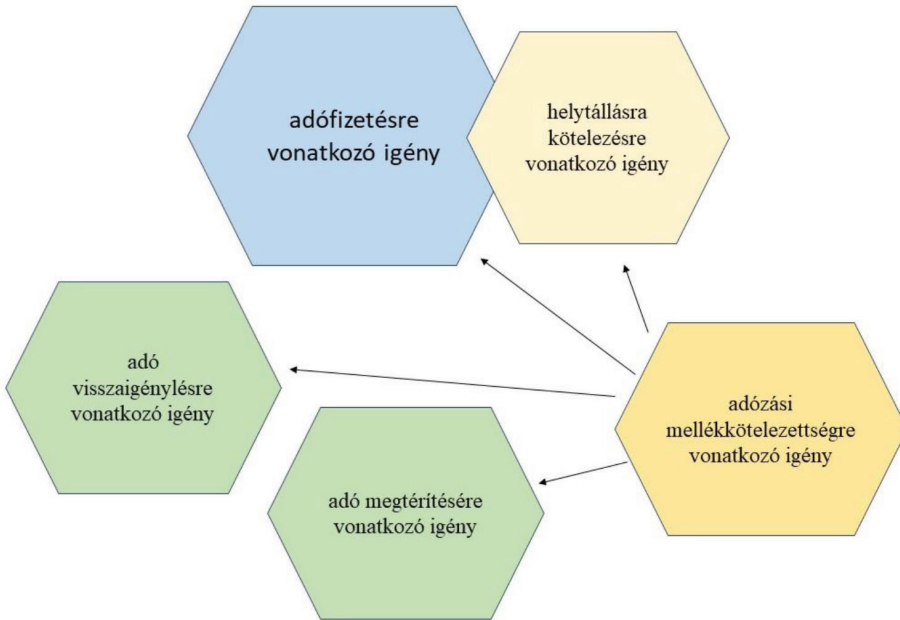 adófizetésre
vonatkozó igény
helytállásra
kötelezésre
vonatkozó igény
adó
visszaigénylésre
vonatkozó igény
adó megtérítésére
vonatkozó igény
adózási
mellékkötelezettségre
vonatkozó igény